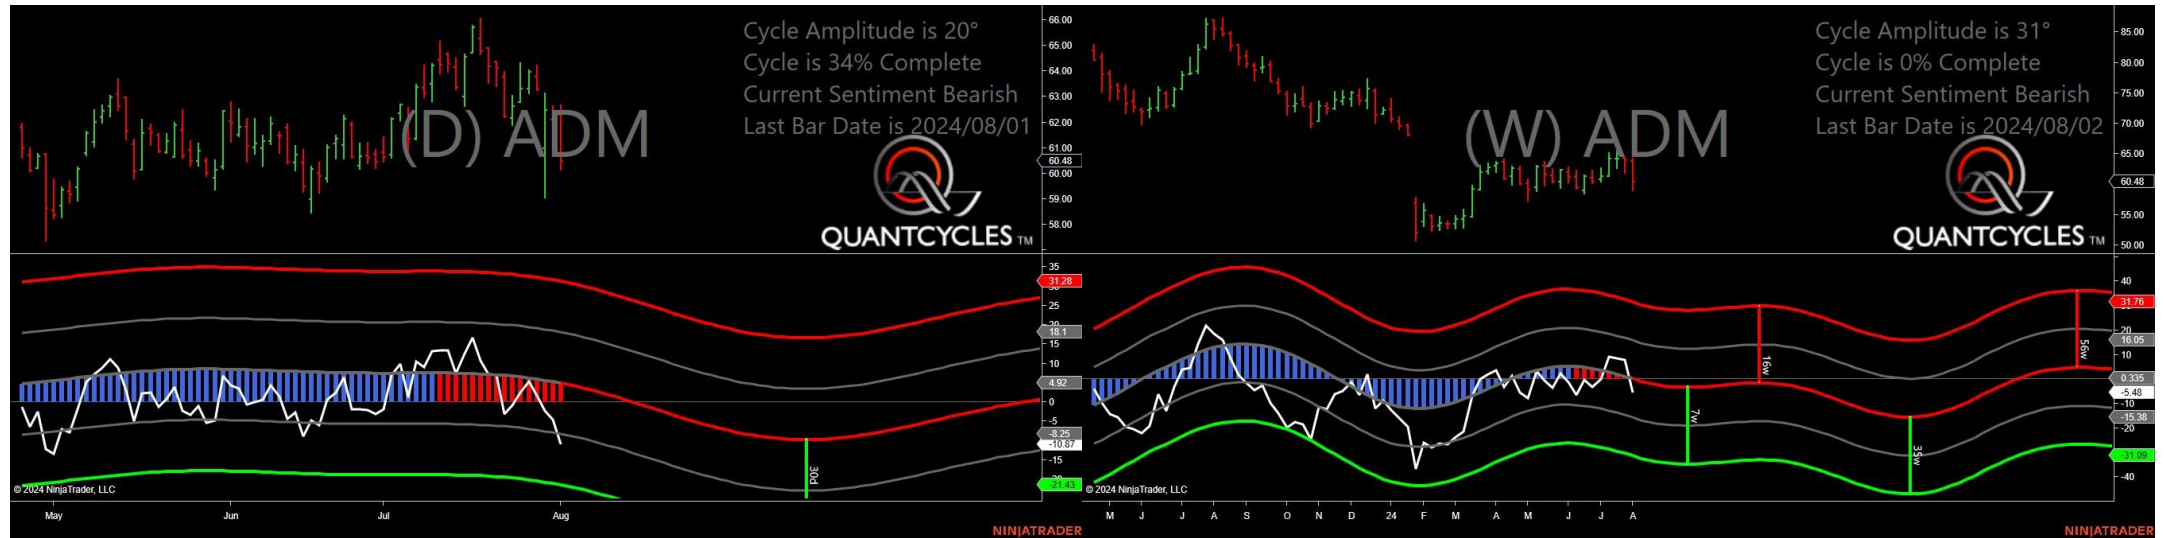 Cycle Amplitude is 20°
Cycle is 34% Complete
Current Sentiment Bearish
Last Bar Date is 2024/08/01
(D) ADM
QUANTCYCLES TM
66.00
65.00
64.00
63.00
62.00
61.00
60.48
60.00
59.00
58.00
35
31.28
25
18.1
15
10
4.92
0
-5
-8.25
-10.87
-15
-21.43
30d
© 2024 NinjaTrader, LLC
May Jun Jul Aug
NINJATRADER
Cycle Amplitude is 31°
Cycle is 0% Complete
Current Sentiment Bearish
Last Bar Date is 2024/08/02
(W) ADM
QUANTCYCLES TM
85.00
80.00
75.00
70.00
65.00
60.48
55.00
50.00
40
31.76
20
16.05
10
0.335
-5.48
-10
-15.38
-20
-31.09
-40
7w
16w
35w
56w
© 2024 NinjaTrader, LLC
M J J A S O N D 24 F M A M J J A
NINJATRADER